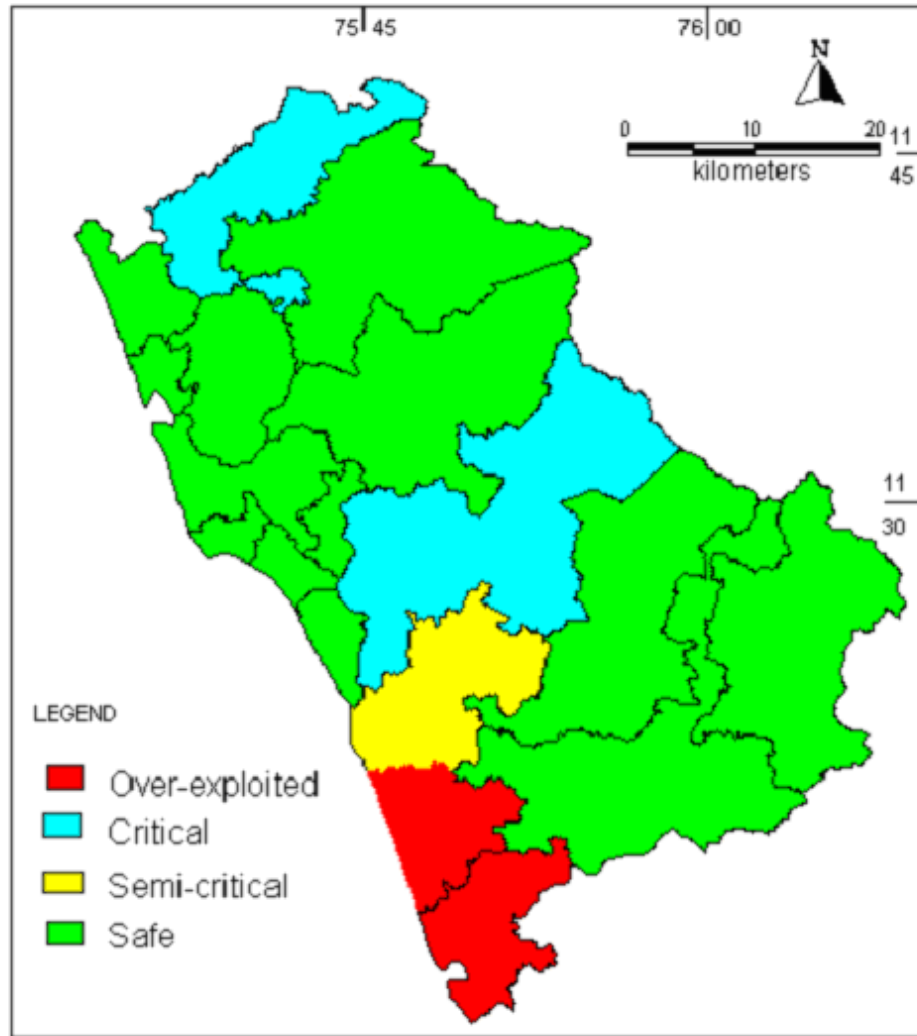 75 45
76 00
N
0 10 20
kilometers
11
45
11
30
LEGEND
Over-exploited
Critical
Semi-critical
Safe